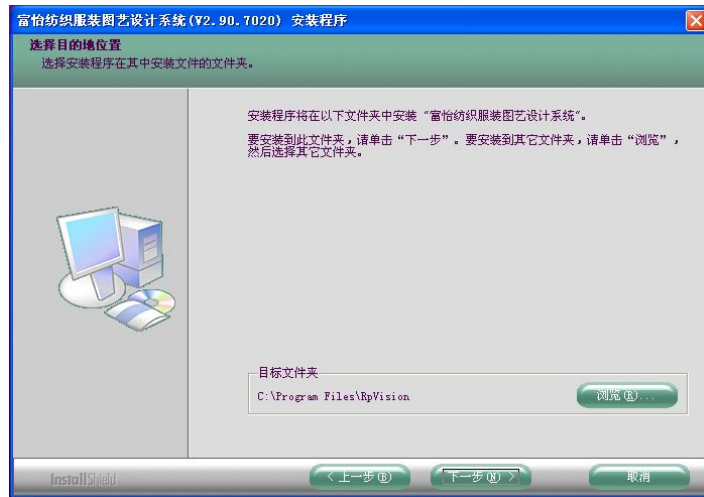 富怡纺织服装图艺设计系统(V2.90.7020) 安装程序
选择目的地位置
选择安装程序在其中安装文件的文件夹。
安装程序将在以下文件夹中安装 “富怡纺织服装图艺设计系统”。
要安装到此文件夹，请单击“下一步”。要安装到其它文件夹，请单击“浏览”，
然后选择其它文件夹。
目标文件夹
C:\Program Files\RpVision
浏览(R)...
InstallShield
< 上一步(B)
下一步(N) >
取消